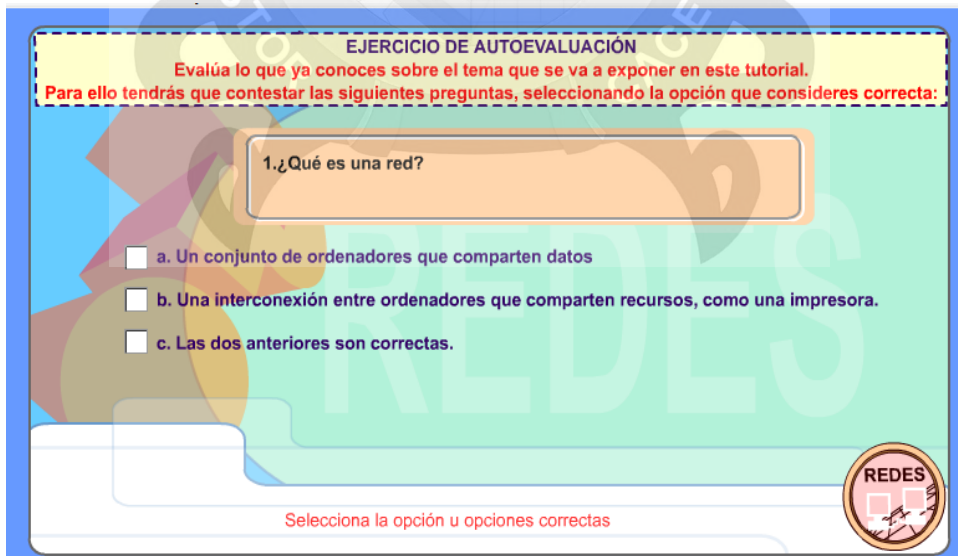 EJERCICIO DE AUTOEVALUACIÓN
Evalúa lo que ya conoces sobre el tema que se va a exponer en este tutorial.
Para ello tendrás que contestar las siguientes preguntas, seleccionando la opción que consideres correcta:
1.¿Qué es una red?
a. Un conjunto de ordenadores que comparten datos
b. Una interconexión entre ordenadores que comparten recursos, como una impresora.
c. Las dos anteriores son correctas.
REDES
REDES
Selecciona la opción u opciones correctas